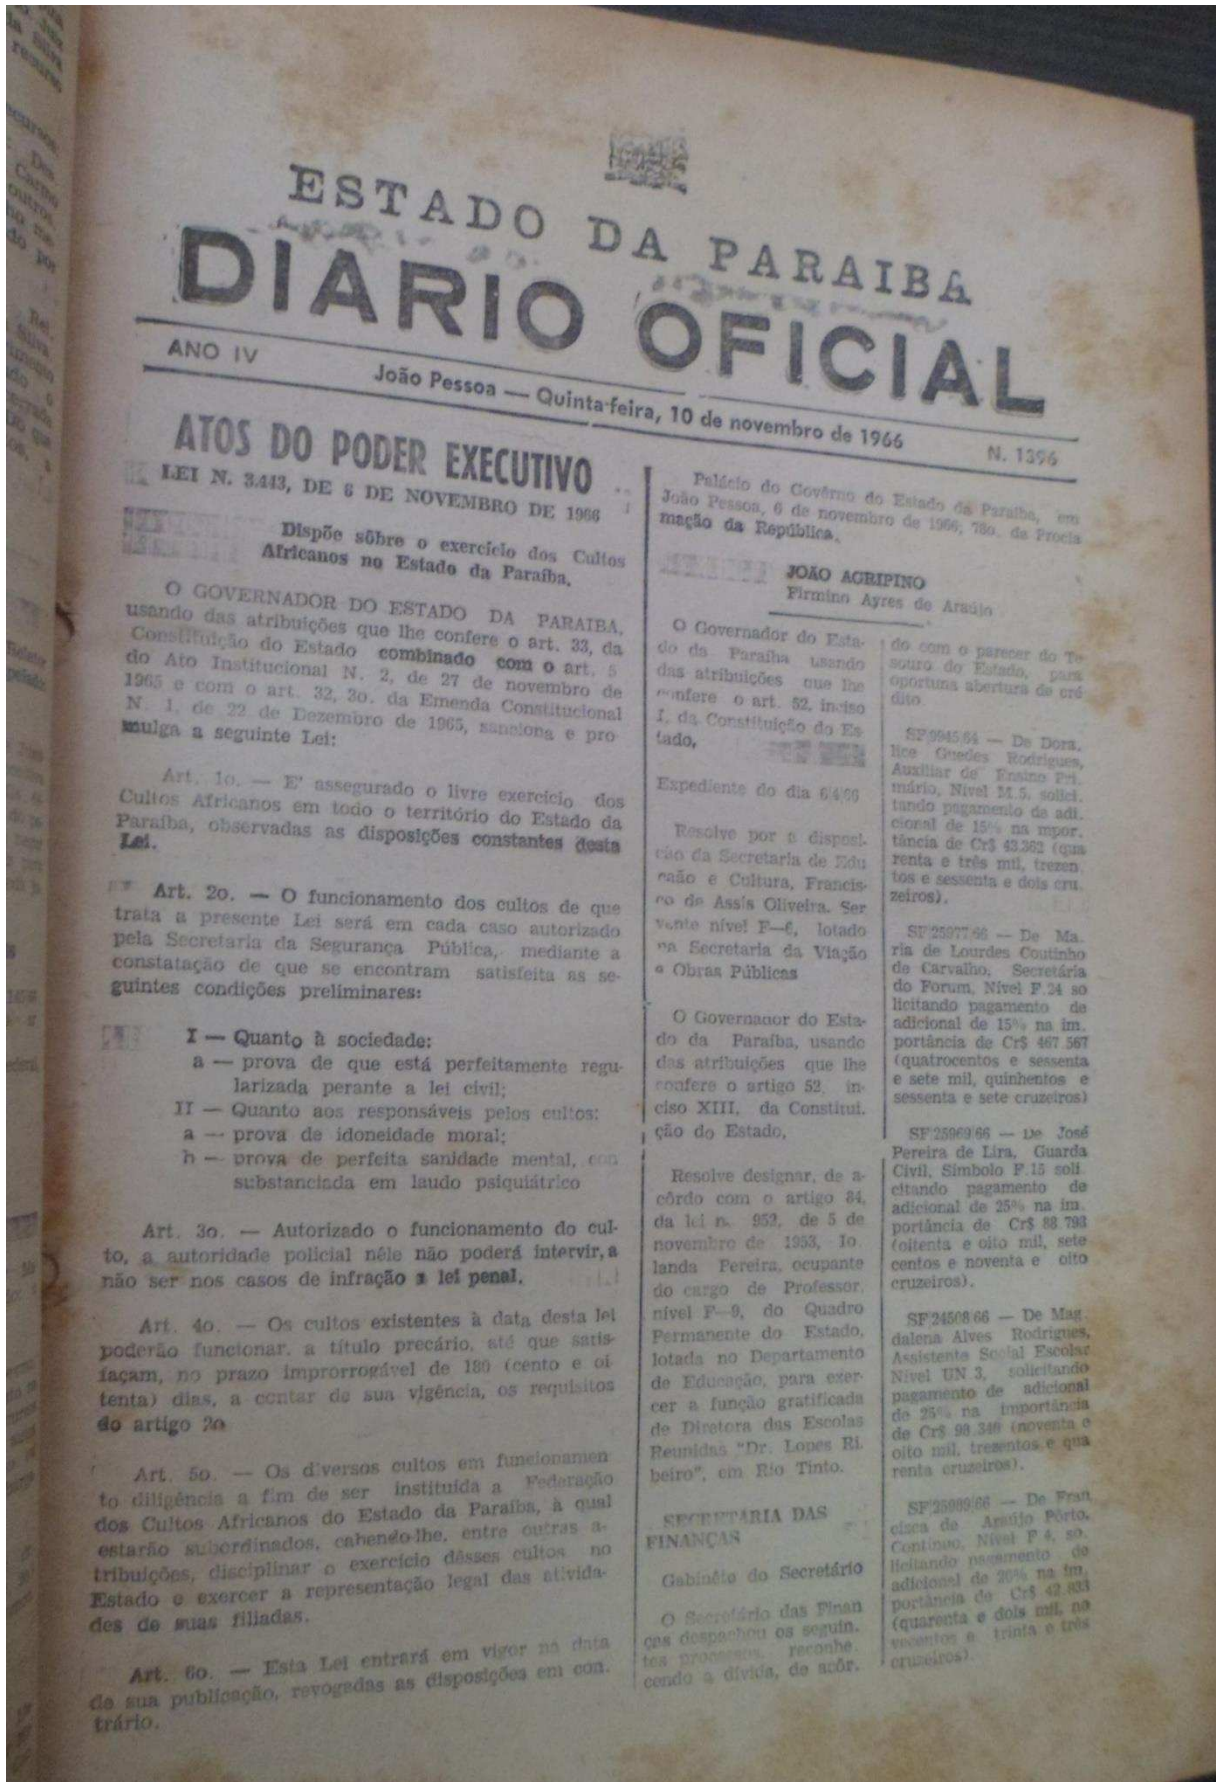 ESTADO DA PARAIBA
DIARIO OFICIAL
ANO IV
João Pessoa — Quinta-feira, 10 de novembro de 1966
N. 1396
ATOS DO PODER EXECUTIVO
LEI N. 3.443, DE 6 DE NOVEMBRO DE 1966
Dispõe sôbre o exercício dos Cultos
Africanos no Estado da Paraíba.
O GOVERNADOR DO ESTADO DA PARAIBA,
usando das atribuições que lhe confere o art. 33, da
Constituição do Estado combinado com o art. 5
do Ato Institucional N. 2, de 27 de novembro de
1965 e com o art. 32, 3o. da Emenda Constitucional
N. 1, de 22 de Dezembro de 1965, sanciona e pro
mulga a seguinte Lei:
Art. 1o. — E' assegurado o livre exercício dos
Cultos Africanos em todo o território do Estado da
Paraíba, observadas as disposições constantes desta
Lei.
Art. 2o. — O funcionamento dos cultos de que
trata a presente Lei será em cada caso autorizado
pela Secretaria da Segurança Pública, mediante a
constatação de que se encontram satisfeita as se-
guintes condições preliminares:
I — Quanto à sociedade:
a — prova de que está perfeitamente regu-
larizada perante a lei civil;
II — Quanto aos responsáveis pelos cultos:
a — prova de idoneidade moral;
b — prova de perfeita sanidade mental, con
substanciada em laudo psiquiátrico
Art. 3o. — Autorizado o funcionamento do cul-
to, a autoridade policial nêle não poderá intervir, a
não ser nos casos de infração a lei penal.
Art. 4o. — Os cultos existentes à data desta lei
poderão funcionar, a título precário, até que satis-
façam, no prazo improrrogável de 180 (cento e oi-
tenta) dias, a contar de sua vigência, os requisitos
do artigo 2o
Art. 5o. — Os diversos cultos em funcionamen
to diligência a fim de ser instituída a Federação
dos Cultos Africanos do Estado da Paraíba, à qual
estarão subordinados, cabendo-lhe, entre outras a-
tribuições, disciplinar o exercício dêsses cultos no
Estado e exercer a representação legal das ativida-
des de suas filiadas.
Art. 6o. — Esta Lei entrará em vigor na data
de sua publicação, revogadas as disposições em con.
trário.
Palácio do Govêrno do Estado da Paraíba, em
João Pessoa, 6 de novembro de 1966; 78o. de Procla
mação da República.
JOÃO AGRIPINO
Firmino Ayres de Araújo
O Governador do Esta-
do da Paraíba usando
das atribuições que lhe
confere o art. 52, inciso
I, da Constituição do Es-
tado,
Expediente do dia 6/4/66
Resolve por a disposi-
ção da Secretaria de Edu
cação e Cultura, Francis-
co de Assis Oliveira, Ser
vente nível F—6, lotado
na Secretaria da Viação
e Obras Públicas
O Governador do Esta-
do da Paraíba, usando
das atribuições que lhe
confere o artigo 52, in-
ciso XIII, da Constitui.
ção do Estado,
Resolve designar, de a-
côrdo com o artigo 84,
da lei n. 952, de 5 de
novembro de 1953, Io
landa Pereira, ocupante
do cargo de Professor,
nível F—9, do Quadro
Permanente do Estado,
lotada no Departamento
de Educação, para exer-
cer a função gratificada
de Diretora das Escolas
Reunidas "Dr. Lopes Ri.
beiro", em Rio Tinto.
SECRETARIA DAS
FINANÇAS
Gabinête do Secretário
O Secretário das Finan
ças despachou os seguin.
tes processos, reconhe.
cendo a dívida, de acôr.
do com o parecer do Te
souro do Estado, para
oportuna abertura de cré
dito.
SF 9945/64 — De Dora.
lice Guedes Rodrigues,
Auxiliar de Ensino Pri
mário, Nível M.5, solici.
tando pagamento de adi.
cional de 15% na impor.
tância de Cr$ 43.362 (qua
renta e três mil, trezen
tos e sessenta e dois cru.
zeiros).
SF/25977/66 — De Ma.
ria de Lourdes Coutinho
de Carvalho, Secretária
do Forum, Nível F.24 so
licitando pagamento de
adicional de 15% na im.
portância de Cr$ 467.567
(quatrocentos e sessenta
e sete mil, quinhentos e
sessenta e sete cruzeiros)
SF/25969/66 — De José
Pereira de Lira, Guarda
Civil, Simbolo F.15 soli
citando pagamento de
adicional de 25% na im.
portância de Cr$ 88.793
(oitenta e oito mil, sete
centos e noventa e oito
cruzeiros).
SF/24508/66 — De Mag
dalena Alves Rodrigues,
Assistente Social Escolar
Nível UN 3, solicitando
pagamento de adicional
de 25% na importância
de Cr$ 98.340 (noventa e
oito mil, trezentos e qua
renta cruzeiros).
SF/25989/66 — De Fran
cisca de Araújo Pôrto,
Contínuo, Nível F 4, so.
licitando pagamento de
adicional de 20% na im.
portância de Cr$ 42.933
(quarenta e dois mil, no
vecentos e trinta e três
cruzeiros).